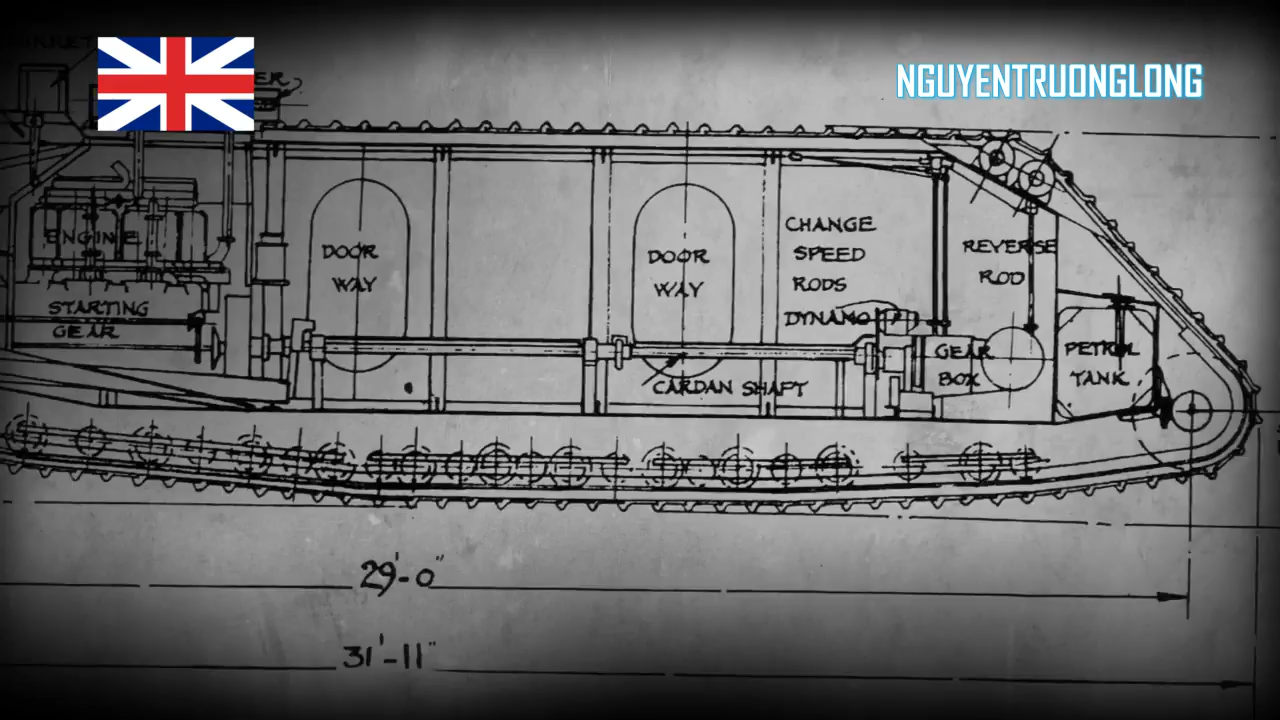 NGUYENTRUONGLONG
ENGINE
STARTING
GEAR
DOOR
WAY
DOOR
WAY
CHANGE
SPEED
RODS
DYNAMO
CARDAN SHAFT
REVERSE
ROD
GEAR
BOX
PETROL
TANK
29'-0"
31'-11"